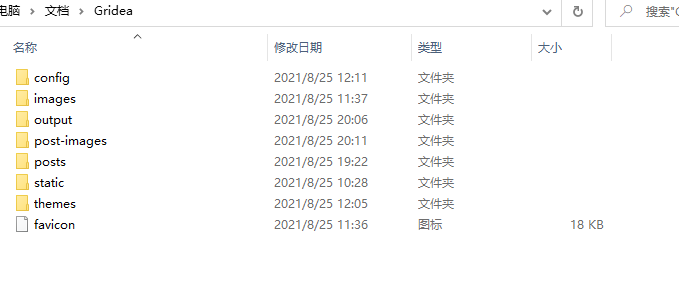 电脑 > 文档 > Gridea 搜索"G
名称 修改日期 类型 大小
config 2021/8/25 12:11 文件夹
images 2021/8/25 11:37 文件夹
output 2021/8/25 20:06 文件夹
post-images 2021/8/25 20:11 文件夹
posts 2021/8/25 19:22 文件夹
static 2021/8/25 10:28 文件夹
themes 2021/8/25 12:05 文件夹
favicon 2021/8/25 11:36 图标 18 KB